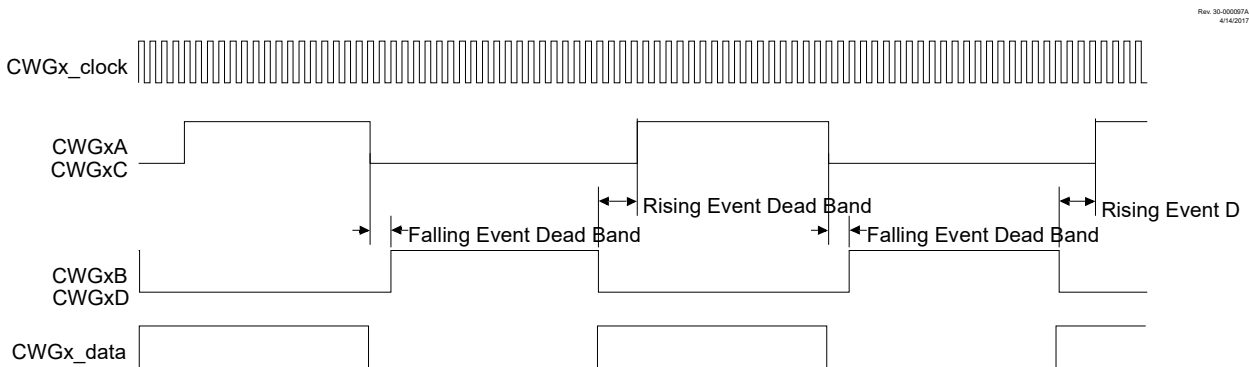 Rev. 30-000097A
4/14/2017
CWGx_clock
CWGxA
CWGxC
Rising Event Dead Band
Rising Event D
Falling Event Dead Band
Falling Event Dead Band
CWGxB
CWGxD
CWGx_data